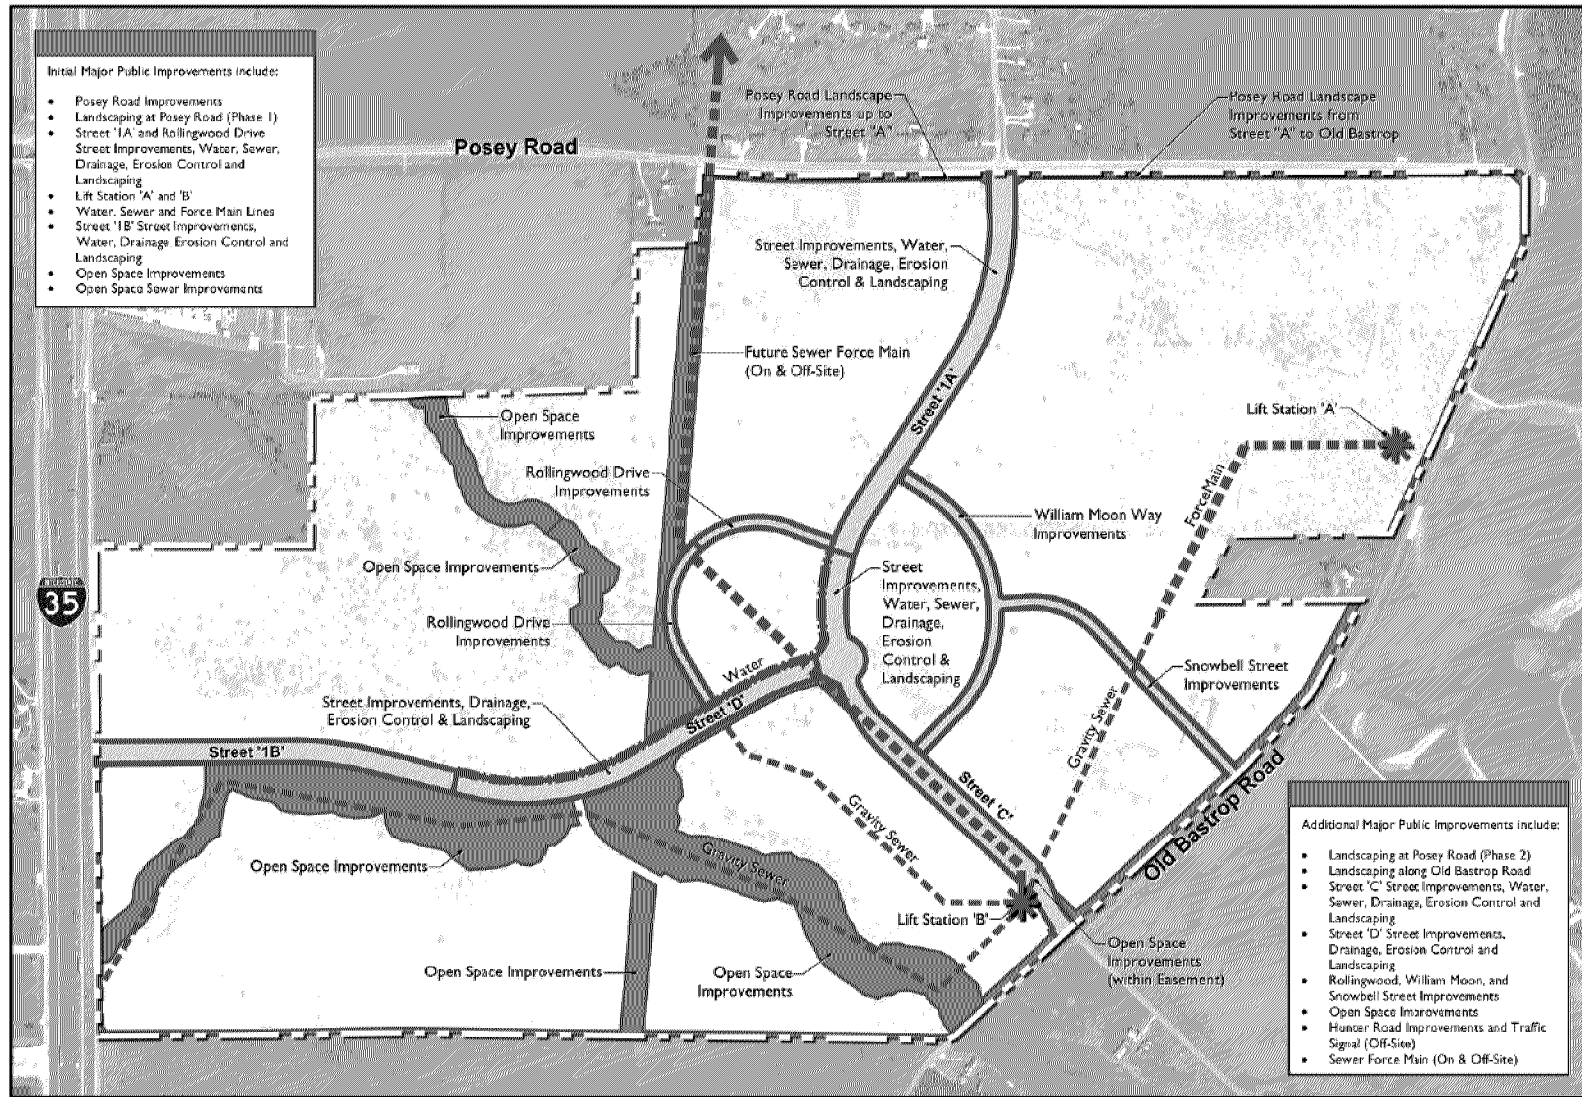 Initial Major Public Improvements include:
• Posey Road Improvements
• Landscaping at Posey Road (Phase 1)
• Street '1A' and Rollingwood Drive
Street Improvements, Water, Sewer,
Drainage, Erosion Control and
Landscaping
• Lift Station 'A' and 'B'
• Water, Sewer and Force Main Lines
• Street '1B' Street Improvements,
Water, Drainage, Erosion Control and
Landscaping
• Open Space Improvements
• Open Space Sewer Improvements
Posey Road
Posey Road Landscape
Improvements up to
Street "A"
Posey Road Landscape
Improvements from
Street "A" to Old Bastrop
Street Improvements, Water,
Sewer, Drainage, Erosion
Control & Landscaping
Future Sewer Force Main
(On & Off-Site)
Street '1A'
Open Space
Improvements
Lift Station 'A'
Rollingwood Drive
Improvements
ForceMain
William Moon Way
Improvements
Open Space Improvements
35
Street
Improvements,
Water, Sewer,
Drainage,
Erosion
Control &
Landscaping
Rollingwood Drive
Improvements
Water
Snowbell Street
Improvements
Street Improvements, Drainage,
Erosion Control & Landscaping
Street 'D'
Gravity Sewer
Street '1B'
Street 'C'
Gravity Sewer
Old Bastrop Road
Open Space Improvements
Gravity Sewer
Lift Station 'B'
Open Space Improvements
Open Space
Improvements
Open Space
Improvements
(within Easement)
Additional Major Public Improvements include:
• Landscaping at Posey Road (Phase 2)
• Landscaping along Old Bastrop Road
• Street 'C' Street Improvements, Water,
Sewer, Drainage, Erosion Control and
Landscaping
• Street 'D' Street Improvements,
Drainage, Erosion Control and
Landscaping
• Rollingwood, William Moon, and
Snowbell Street Improvements
• Open Space Improvements
• Hunter Road Improvements and Traffic
Signal (Off-Site)
• Sewer Force Main (On & Off-Site)